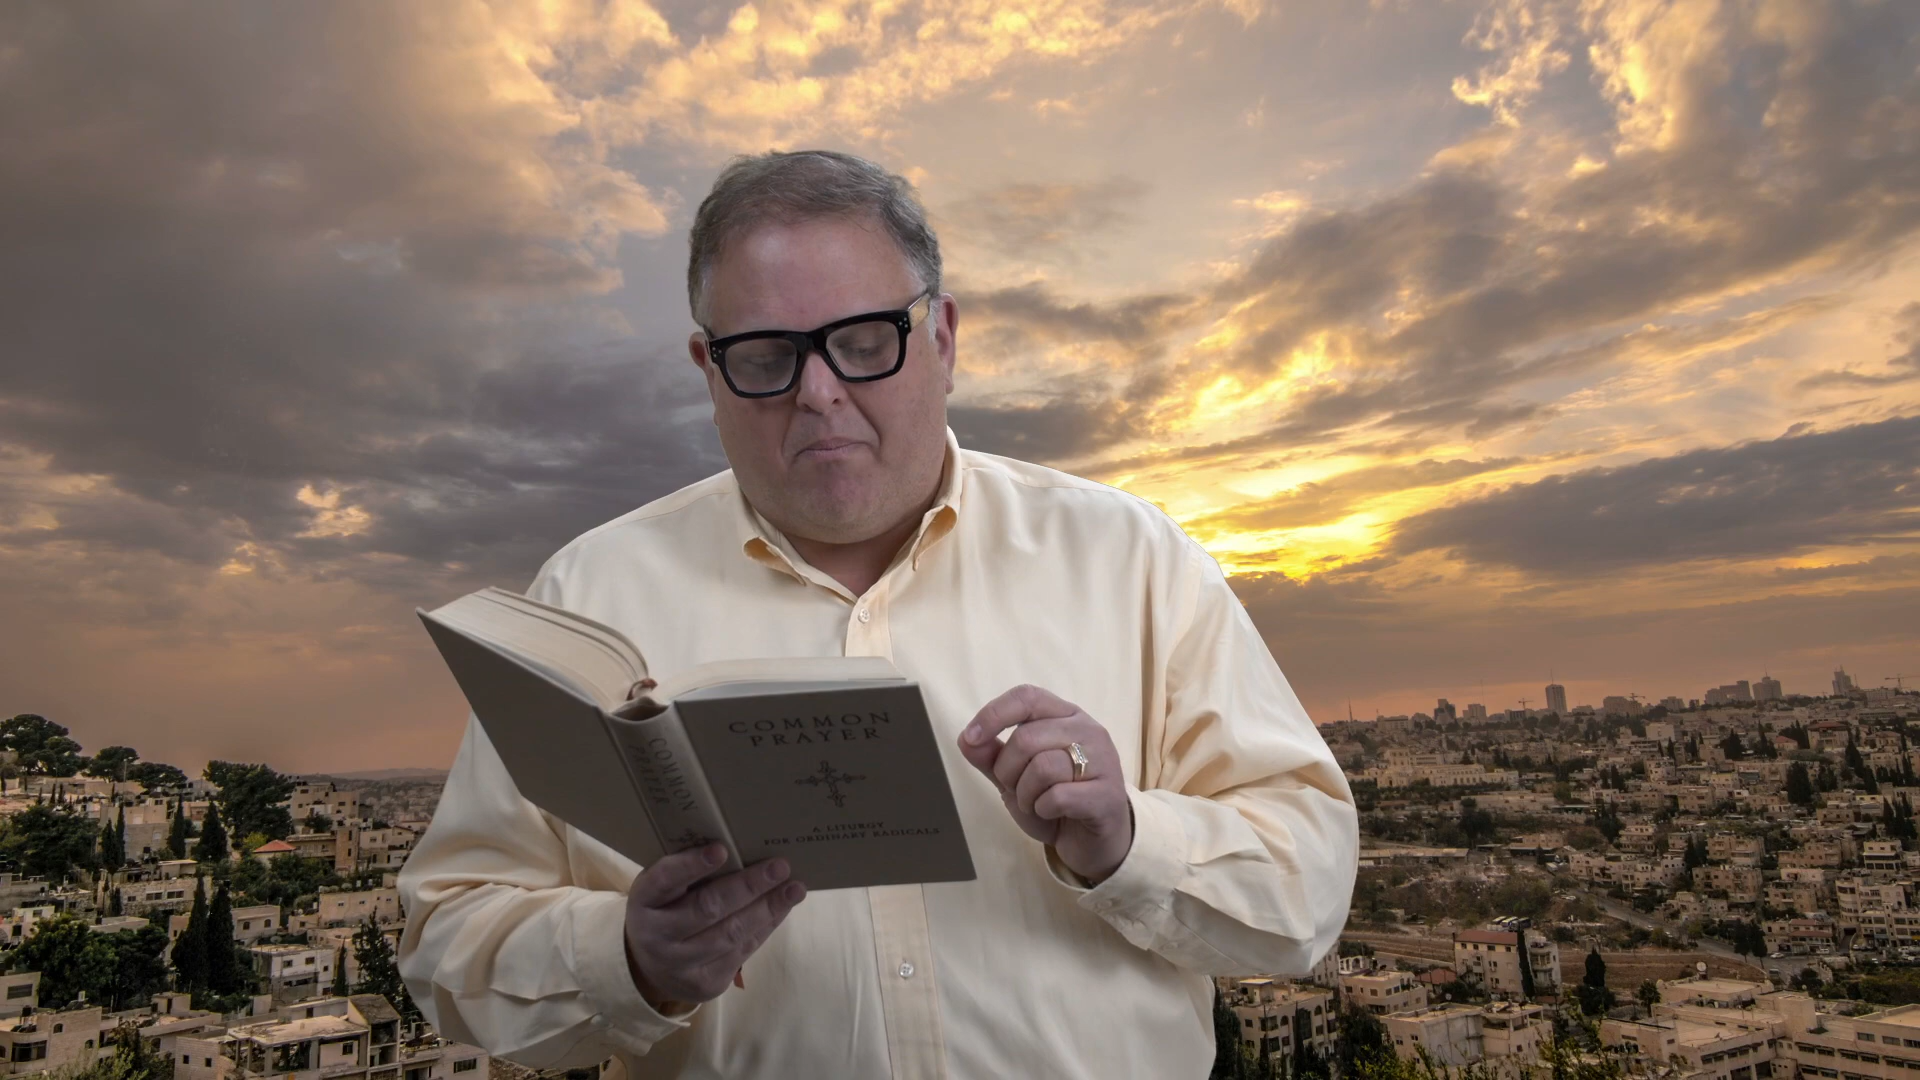 COMMON
PRAYER
A LITURGY
FOR ORDINARY RADICALS
COMMON
PRAYER